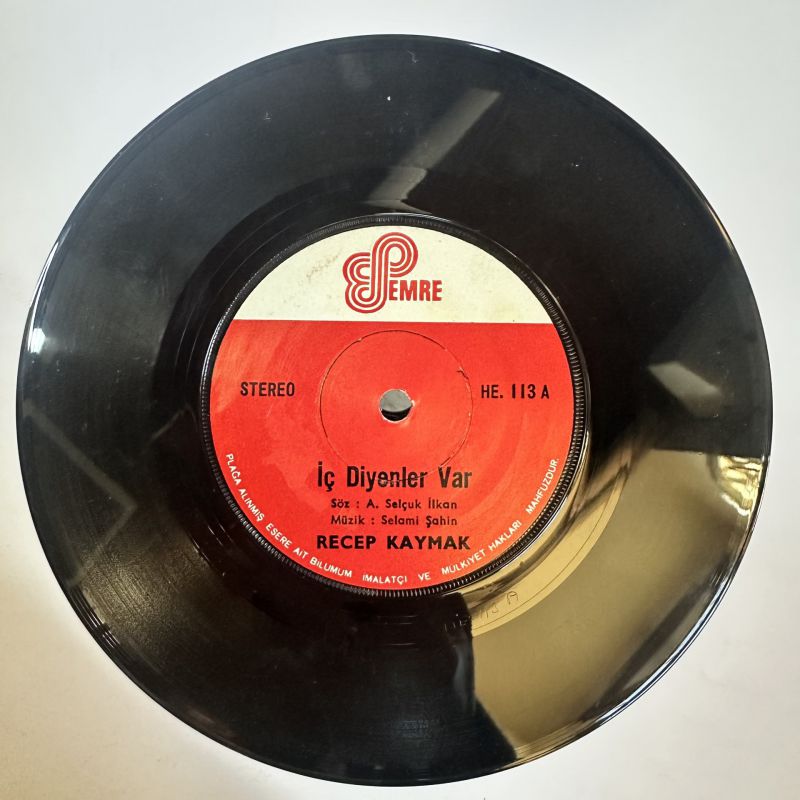 EMRE
STEREO
HE. 113 A
İç Diyenler Var
Söz : A. Selçuk İlkan
Müzik : Selami Şahin
RECEP KAYMAK
PLAĞA ALINMIŞ ESERE AİT BİLUMUM İMALATÇI VE MÜLKİYET HAKLARI MAHFUZDUR.